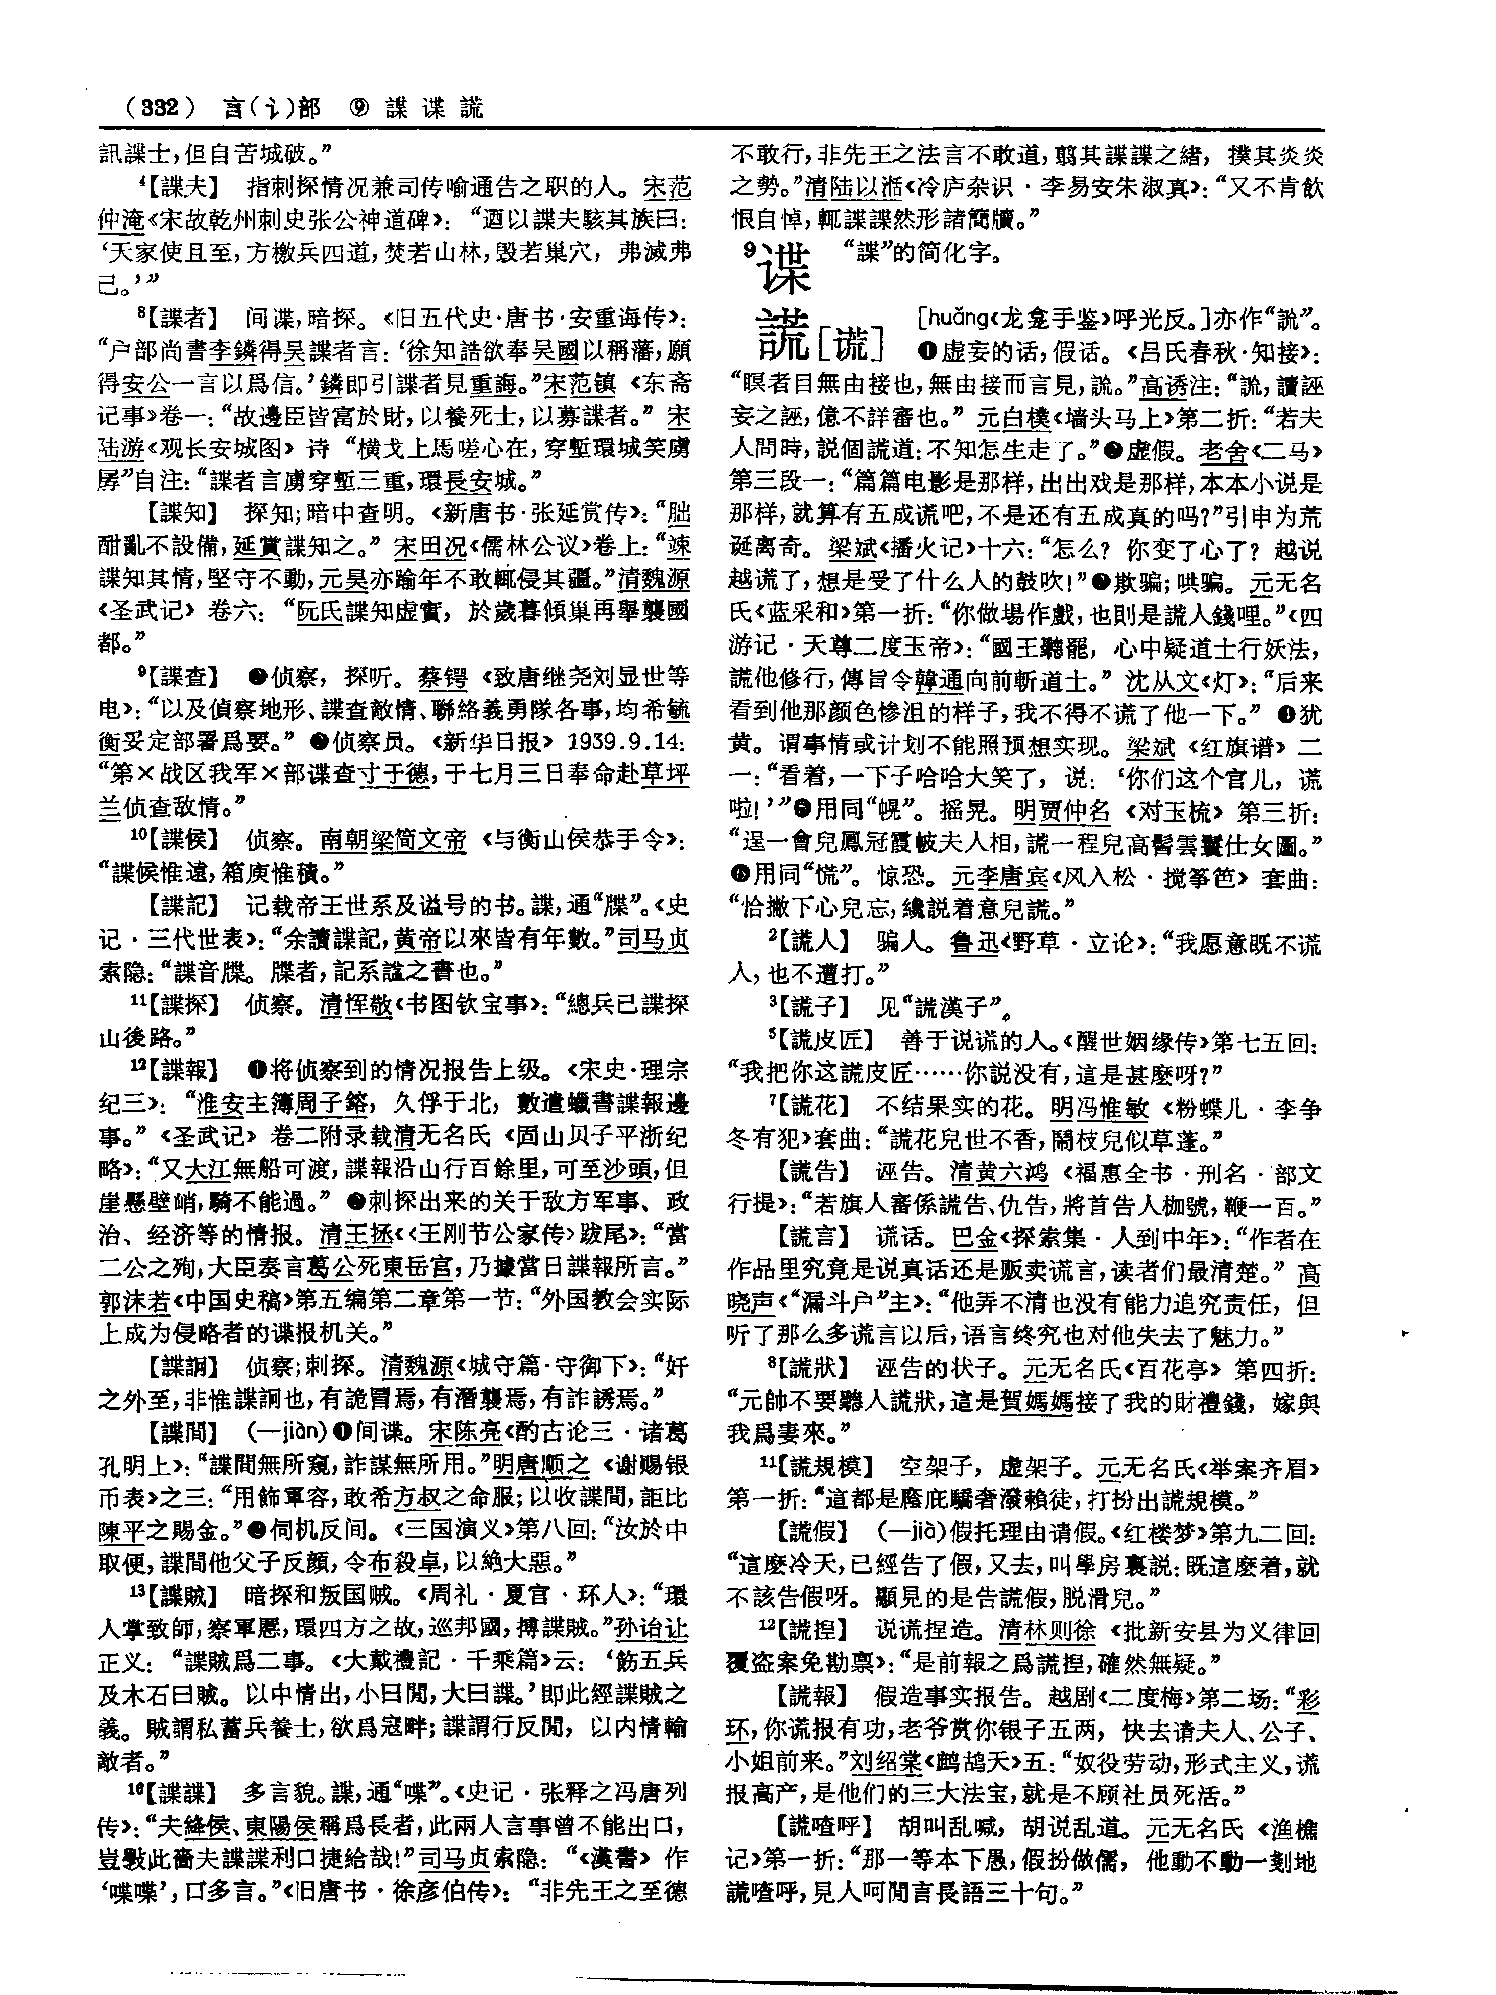 （332） 言(讠)部 ⑨ 諜 谍 謊
訊諜士，但自苦城破。”
⁴【諜夫】 指刺探情况兼司传喻通告之职的人。宋范
仲淹《宋故乾州刺史张公神道碑》：“迺以諜夫駭其族曰：
‘天家使且至，方檄兵四道，焚若山林，毁若巢穴，弗滅弗
已。’”
⁸【諜者】 间谍，暗探。《旧五代史·唐书·安重诲传》：
“户部尚書李鏻得吴諜者言：‘徐知誥欲奉吴國以稱藩，願
得安公一言以爲信。’鏻即引諜者見重誨。”宋范镇《东斋
记事》卷一：“故邊臣皆富於財，以養死士，以募諜者。”宋
陆游《观长安城图》诗“横戈上馬嗟心在，穿塹環城笑虜
孱”自注：“諜者言虜穿塹三重，環長安城。”
【諜知】 探知；暗中查明。《新唐书·张延赏传》：“朏
酣亂不設備，延賞諜知之。”宋田况《儒林公议》卷上：“竦
諜知其情，堅守不動，元昊亦踰年不敢輒侵其疆。”清魏源
《圣武记》卷六：“阮氏諜知虚實，於歲暮傾巢再舉襲國
都。”
⁹【諜查】 ❶侦察，探听。蔡锷《致唐继尧刘显世等
电》：“以及偵察地形、諜查敵情、聯絡義勇隊各事，均希毓
衡妥定部署爲要。”❷侦察员。《新华日报》1939.9.14：
“第×战区我军×部谍查寸于德，于七月三日奉命赴草坪
兰侦查敌情。”
¹⁰【諜候】 侦察。南朝梁简文帝《与衡山侯恭手令》：
“諜候惟遠，箱庾惟積。”
【諜記】 记载帝王世系及谥号的书。諜，通“牒”。《史
记·三代世表》：“余讀諜記，黄帝以來皆有年數。”司马贞
索隐：“諜音牒。牒者，記系謚之書也。”
¹¹【諜探】 侦察。清恽敬《书图钦宝事》：“總兵已諜探
山後路。”
¹²【諜報】 ❶将侦察到的情况报告上级。《宋史·理宗
纪三》：“淮安主簿周子鎔，久俘于北，數遣蠟書諜報邊
事。”《圣武记》卷二附录载清无名氏《固山贝子平浙纪
略》：“又大江無船可渡，諜報沿山行百餘里，可至沙頭，但
崖懸壁峭，騎不能過。”❷刺探出来的关于敌方军事、政
治、经济等的情报。清王拯《〈王刚节公家传〉跋尾》：“當
二公之殉，大臣奏言葛公死東岳宫，乃據當日諜報所言。”
郭沫若《中国史稿》第五编第二章第一节：“外国教会实际
上成为侵略者的谍报机关。”
【諜詗】 侦察；刺探。清魏源《城守篇·守御下》：“奸
之外至，非惟諜詗也，有詭冒焉，有潛襲焉，有詐誘焉。”
【諜間】 (—jiàn)❶间谍。宋陈亮《酌古论三·诸葛
孔明上》：“諜間無所窺，詐謀無所用。”明唐顺之《谢赐银
币表》之三：“用飾軍容，敢希方叔之命服；以收諜間，詎比
陳平之賜金。”❷伺机反间。《三国演义》第八回：“汝於中
取便，諜間他父子反顔，令布殺卓，以絶大惡。”
¹³【諜賊】 暗探和叛国贼。《周礼·夏官·环人》：“環
人掌致師，察軍慝，環四方之故，巡邦國，搏諜賊。”孙诒让
正义：“諜賊爲二事。《大戴禮記·千乘篇》云：‘飭五兵
及木石曰賊。以中情出，小曰閒，大曰諜。’即此經諜賊之
義。賊謂私蓄兵養士，欲爲寇畔；諜謂行反閒，以内情輸
敵者。”
¹⁶【諜諜】 多言貌。諜，通“喋”。《史记·张释之冯唐列
传》：“夫絳侯、東陽侯稱爲長者，此兩人言事曾不能出口，
豈斅此嗇夫諜諜利口捷給哉！”司马贞索隐：“《漢書》作
‘喋喋’，口多言。”《旧唐书·徐彦伯传》：“非先王之至德
不敢行，非先王之法言不敢道，翦其諜諜之緒，撲其炎炎
之勢。”清陆以湉《冷庐杂识·李易安朱淑真》：“又不肯飲
恨自悼，輒諜諜然形諸簡牘。”
⁹谍 “諜”的简化字。
謊[谎] [huǎng《龙龛手鉴》呼光反。]亦作“詤”。
❶虚妄的话，假话。《吕氏春秋·知接》：
“瞑者目無由接也，無由接而言見，詤。”高诱注：“詤，讀誣
妄之誣，億不詳審也。”元白樸《墙头马上》第二折：“若夫
人問時，説個謊道：不知怎生走了。”❷虚假。老舍《二马》
第三段一：“篇篇电影是那样，出出戏是那样，本本小说是
那样，就算有五成谎吧，不是还有五成真的吗？”引申为荒
诞离奇。梁斌《播火记》十六：“怎么？你变了心了？越说
越谎了，想是受了什么人的鼓吹！”❸欺骗；哄骗。元无名
氏《蓝采和》第一折：“你做場作戲，也則是謊人錢哩。”《四
游记·天尊二度玉帝》：“國王聽罷，心中疑道士行妖法，
謊他修行，傳旨令韓通向前斬道士。”沈从文《灯》：“后来
看到他那颜色惨沮的样子，我不得不谎了他一下。”❹犹
黄。谓事情或计划不能照预想实现。梁斌《红旗谱》二
一：“看着，一下子哈哈大笑了，说：‘你们这个官儿，谎
啦！’”❺用同“幌”。摇晃。明贾仲名《对玉梳》第三折：
“逞一會兒鳳冠霞帔夫人相，謊一程兒高髻雲鬟仕女圖。”
❻用同“慌”。惊恐。元李唐宾《风入松·搅筝笆》套曲：
“恰撇下心兒忘，纔説着意兒謊。”
²【謊人】 骗人。鲁迅《野草·立论》：“我愿意既不谎
人，也不遭打。”
³【謊子】 见“謊漢子”。
⁵【謊皮匠】 善于说谎的人。《醒世姻缘传》第七五回：
“我把你这謊皮匠……你説没有，這是甚麽呀？”
⁷【謊花】 不结果实的花。明冯惟敏《粉蝶儿·李争
冬有犯》套曲：“謊花兒世不香，鬧枝兒似草蓬。”
【謊告】 诬告。清黄六鸿《福惠全书·刑名·部文
行提》：“若旗人審係謊告、仇告，將首告人枷號，鞭一百。”
【謊言】 谎话。巴金《探索集·人到中年》：“作者在
作品里究竟是说真话还是贩卖谎言，读者们最清楚。”高
晓声《“漏斗户”主》：“他弄不清也没有能力追究责任，但
听了那么多谎言以后，语言终究也对他失去了魅力。”
⁸【謊狀】 诬告的状子。元无名氏《百花亭》第四折：
“元帥不要聽人謊狀，這是賀媽媽接了我的財禮錢，嫁與
我爲妻來。”
¹¹【謊規模】 空架子，虚架子。元无名氏《举案齐眉》
第一折：“這都是廕庇驕奢潑賴徒，打扮出謊規模。”
【謊假】 (—jià)假托理由请假。《红楼梦》第九二回：
“這麽冷天，已經告了假，又去，叫學房裏説：既這麽着，就
不該告假呀。顯見的是告謊假，脱滑兒。”
¹²【謊捏】 说谎捏造。清林则徐《批新安县为义律回
覆盗案免勘禀》：“是前報之爲謊捏，確然無疑。”
【謊報】 假造事实报告。越剧《二度梅》第二场：“彩
环，你谎报有功，老爷赏你银子五两，快去请夫人、公子、
小姐前来。”刘绍棠《鹧鸪天》五：“奴役劳动，形式主义，谎
报高产，是他们的三大法宝，就是不顾社员死活。”
【謊喳呼】 胡叫乱喊，胡说乱道。元无名氏《渔樵
记》第一折：“那一等本下愚，假扮做儒，他動不動一剗地
謊喳呼，見人呵閒言長語三十句。”